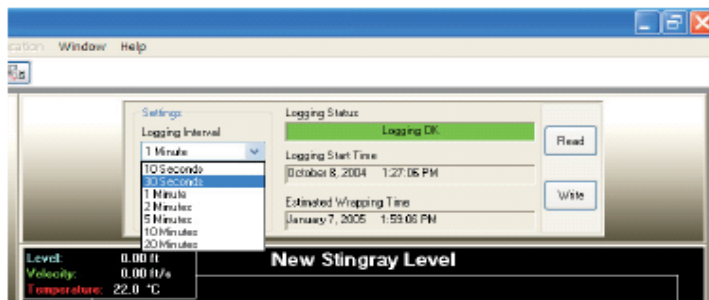 Window Help
Settings
Logging Interval
1 Minute
10 Seconds
30 Seconds
1 Minute
2 Minutes
5 Minutes
10 Minutes
20 Minutes
Logging Status
Logging OK
Logging Start Time
October 8, 2004 1:27:06 PM
Estimated Wrapping Time
January 7, 2005 1:59:06 PM
Read
Write
Level: 0.00 ft
Velocity: 0.00 ft/s
Temperature: 22.0 °C
New Stingray Level